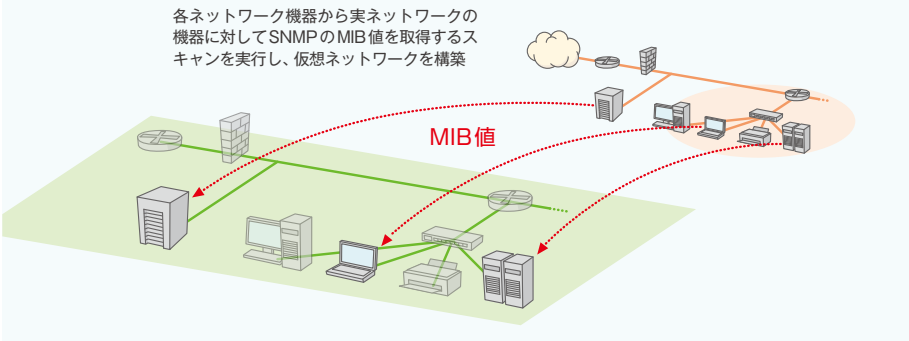 各ネットワーク機器から実ネットワークの
機器に対してSNMPのMIB値を取得するス
キャンを実行し、仮想ネットワークを構築
MIB値